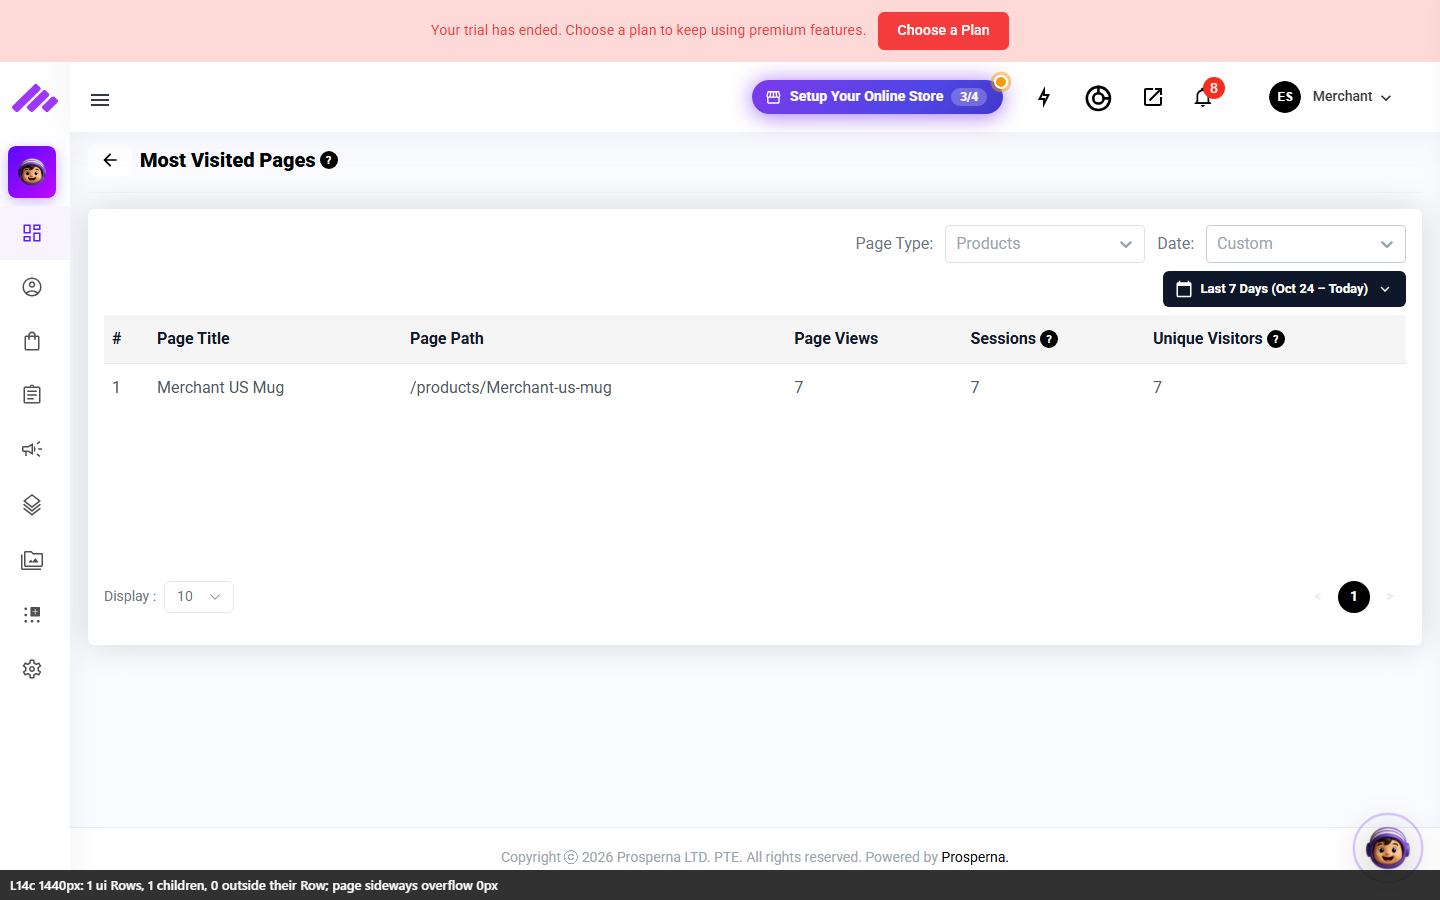 Your trial has ended. Choose a plan to keep using premium features. Choose a Plan
Setup Your Online Store 3/4
8
ES Merchant
Most Visited Pages ?
Page Type: Products Date: Custom
Last 7 Days (Oct 24 – Today)
# Page Title Page Path Page Views Sessions ? Unique Visitors ?
1 Merchant US Mug /products/Merchant-us-mug 7 7 7
Display : 10 < 1 >
Copyright © 2026 Prosperna LTD. PTE. All rights reserved. Powered by Prosperna.
L14c 1440px: 1 ui Rows, 1 children, 0 outside their Row; page sideways overflow 0px